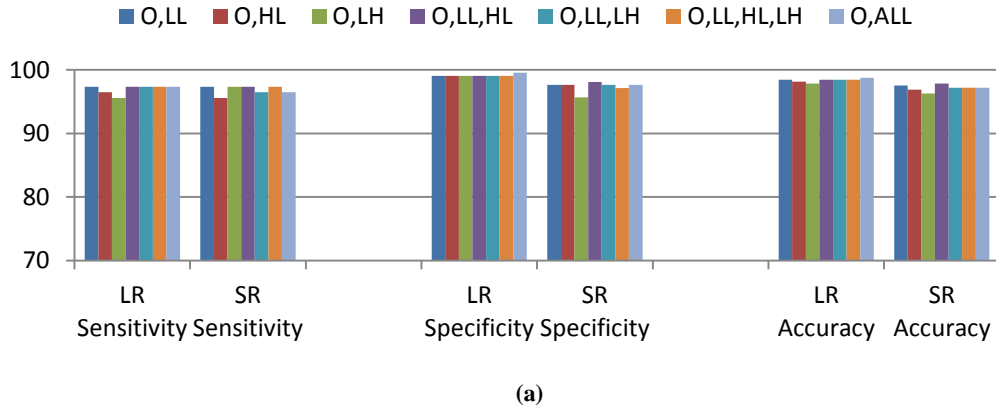 O,LL O,HL O,LH O,LL,HL O,LL,LH O,LL,HL,LH O,ALL
100
90
80
70
LR SR LR SR LR SR
Sensitivity Sensitivity Specificity Specificity Accuracy Accuracy
(a)